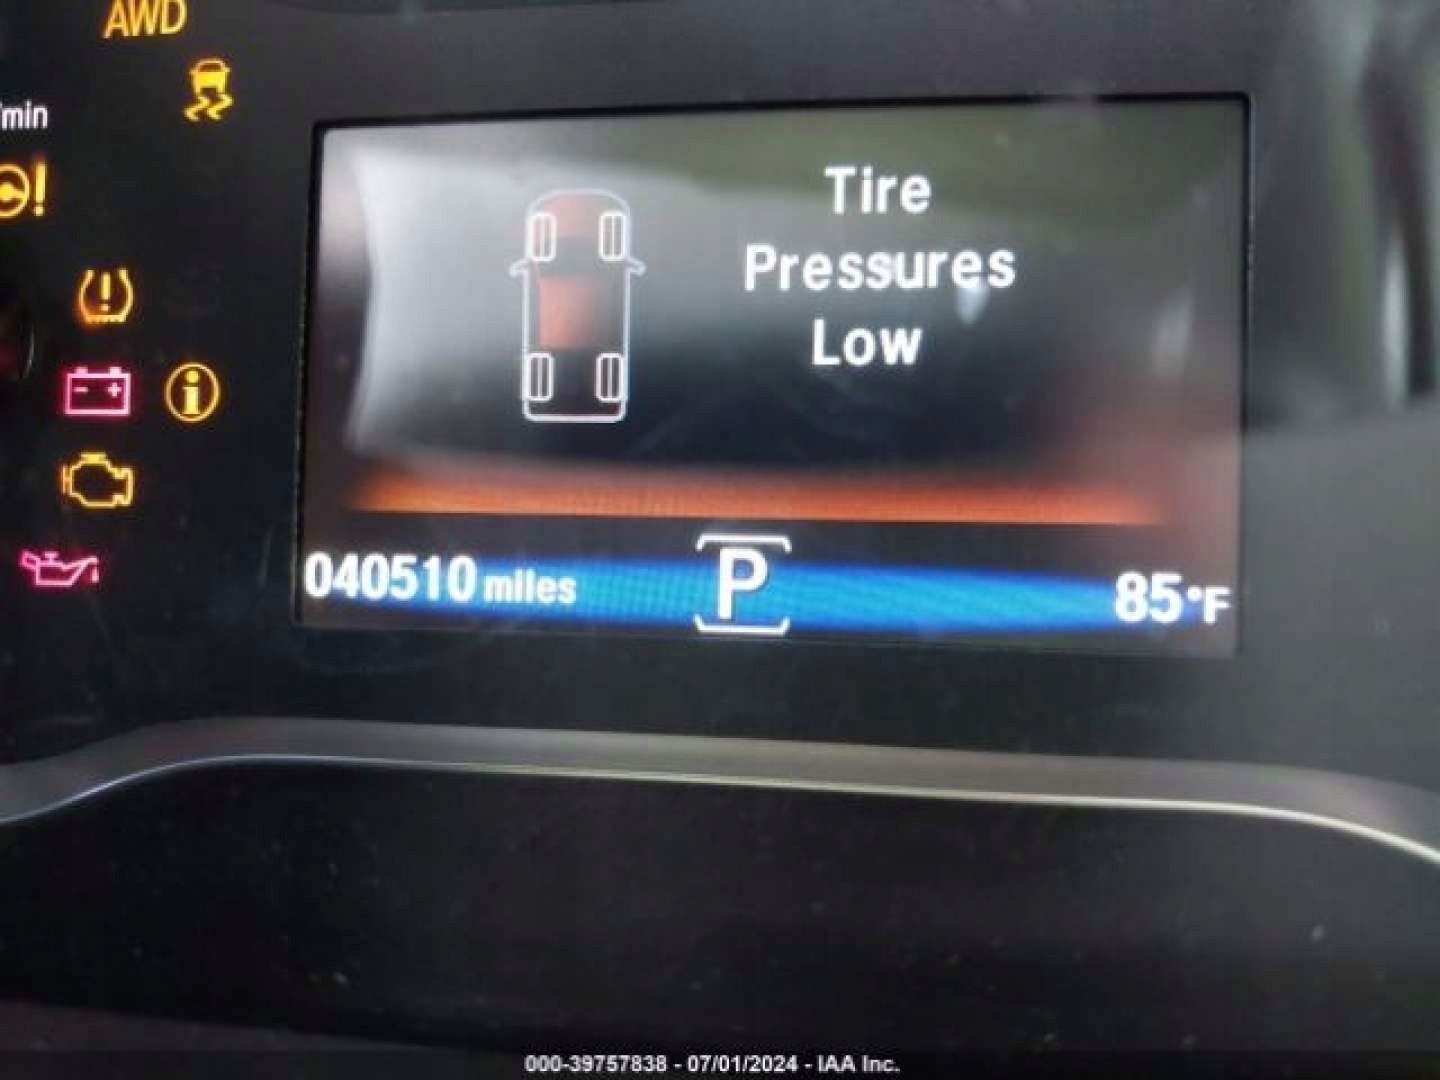 AWD
/min
Tire
Pressures
Low
040510 miles
P
85°F
000-39757838 - 07/01/2024 - IAA Inc.